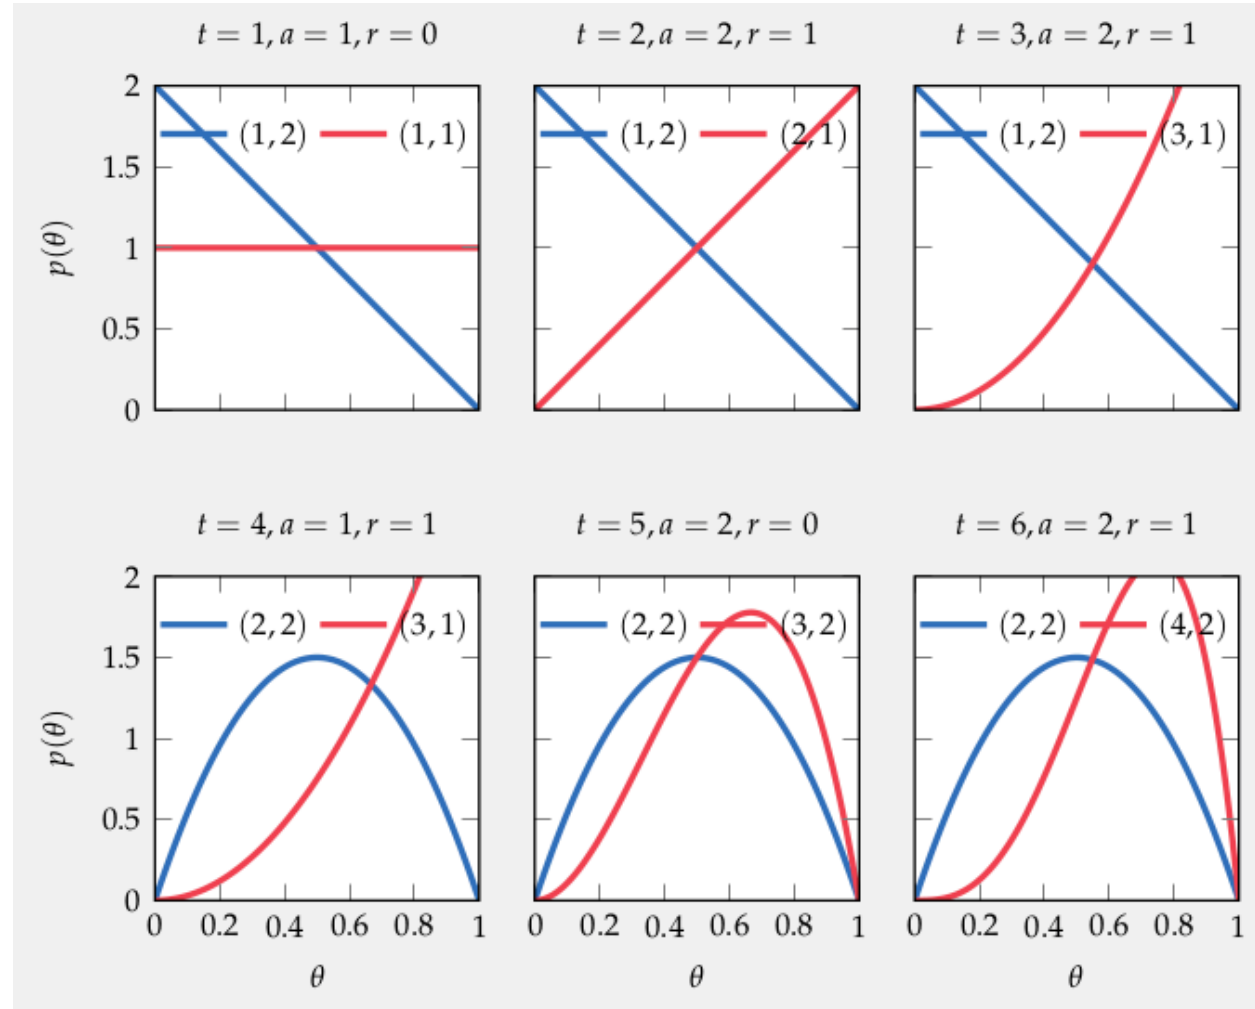 t = 1, a = 1, r = 0
t = 2, a = 2, r = 1
t = 3, a = 2, r = 1
2
1.5
1
0.5
0
p(θ)
(1, 2) (1, 1)
(1, 2) (2, 1)
(1, 2) (3, 1)
t = 4, a = 1, r = 1
t = 5, a = 2, r = 0
t = 6, a = 2, r = 1
2
1.5
1
0.5
0
p(θ)
(2, 2) (3, 1)
(2, 2) (3, 2)
(2, 2) (4, 2)
0 0.2 0.4 0.6 0.8 1
0 0.2 0.4 0.6 0.8 1
0 0.2 0.4 0.6 0.8 1
θ
θ
θ